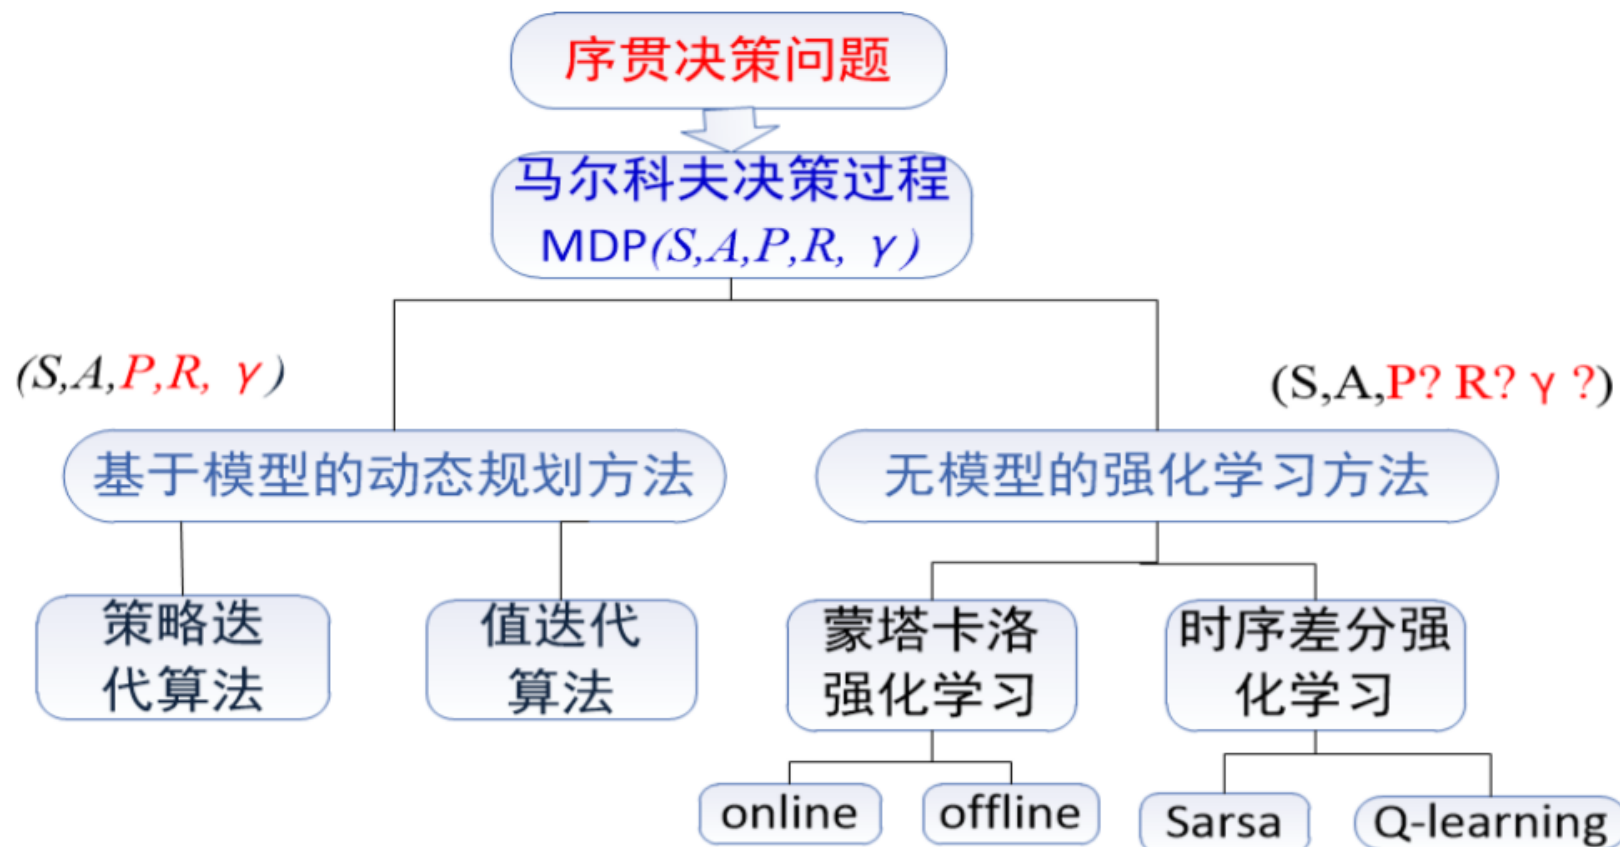 序贯决策问题
马尔科夫决策过程
MDP(S,A,P,R, γ)
(S,A,P,R, γ)
(S,A,P? R? γ ?)
基于模型的动态规划方法
无模型的强化学习方法
策略迭
代算法
值迭代
算法
蒙塔卡洛
强化学习
时序差分强
化学习
online
offline
Sarsa
Q-learning